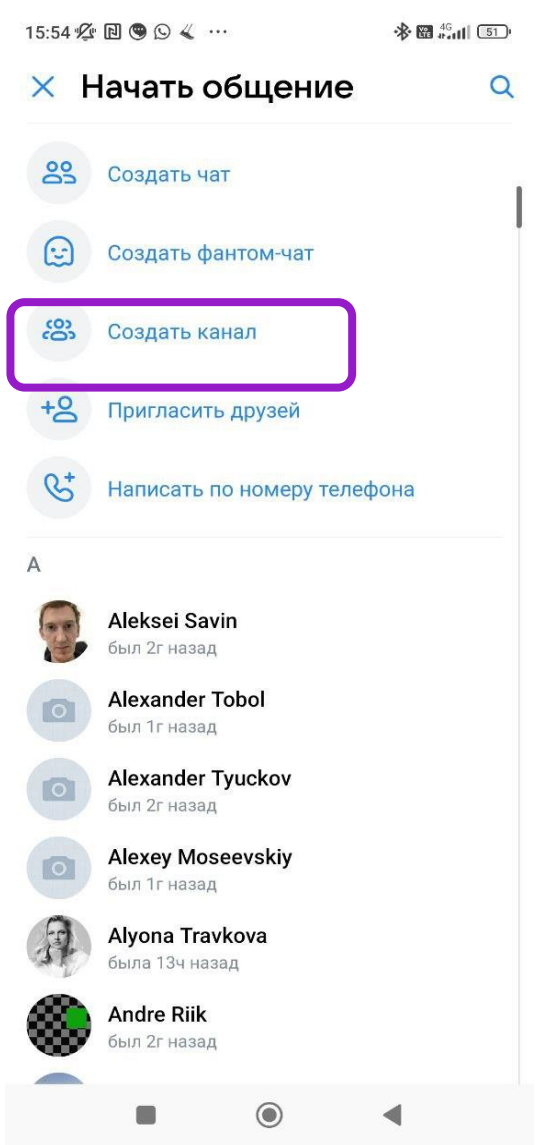 15:54 ... 4G 51
Начать общение
Создать чат
Создать фантом-чат
Создать канал
Пригласить друзей
Написать по номеру телефона
A
Aleksei Savin
был 2г назад
Alexander Tobol
был 1г назад
Alexander Tyuckov
был 2г назад
Alexey Moseevskiy
был 1г назад
Alyona Travkova
была 13ч назад
Andre Riik
был 2г назад